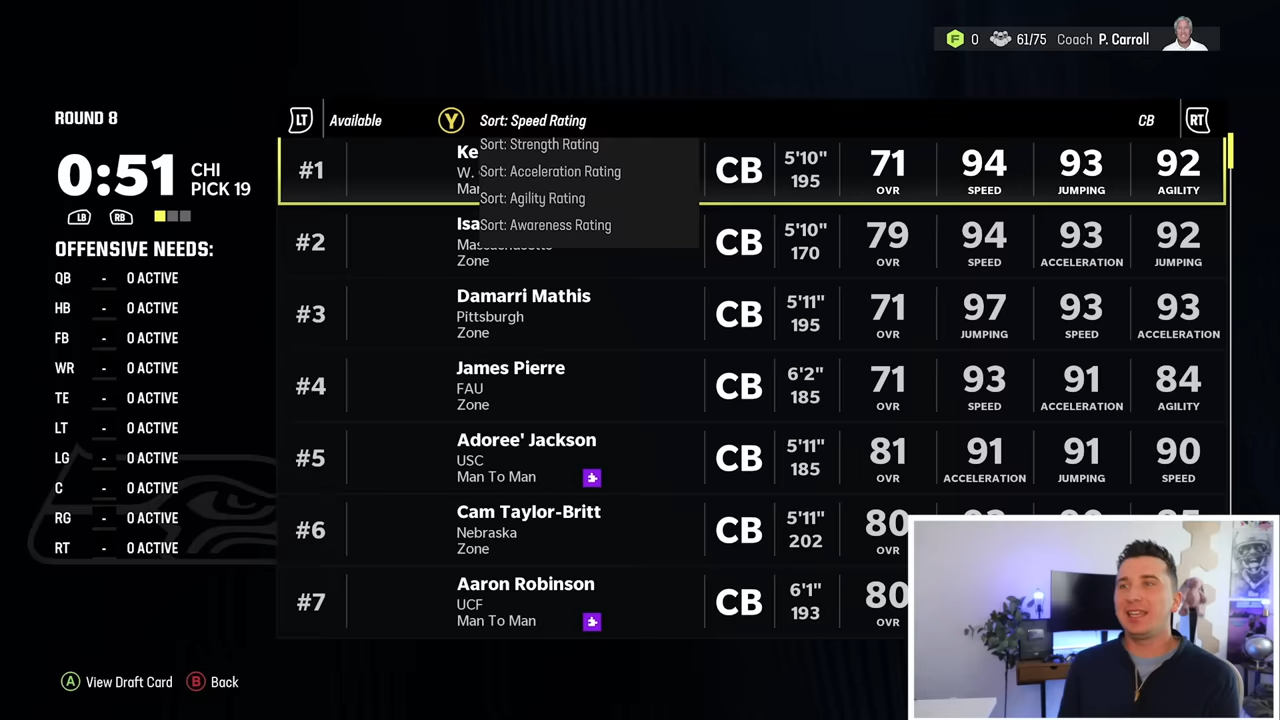 F 0 61/75 Coach P. Carroll
ROUND 8
0:51 CHI PICK 19
LB RB
OFFENSIVE NEEDS:
QB - 0 ACTIVE
HB - 0 ACTIVE
FB - 0 ACTIVE
WR - 0 ACTIVE
TE - 0 ACTIVE
LT - 0 ACTIVE
LG - 0 ACTIVE
C - 0 ACTIVE
RG - 0 ACTIVE
RT - 0 ACTIVE
LT Available Y Sort: Speed Rating CB RT
Sort: Strength Rating
Sort: Acceleration Rating
Sort: Agility Rating
Sort: Awareness Rating
#1 Ke CB 5'10" 71 94 93 92
W. 195 OVR SPEED JUMPING AGILITY
Ma
#2 Isa CB 5'10" 79 94 93 92
170 OVR SPEED ACCELERATION JUMPING
Zone
#3 Damarri Mathis CB 5'11" 71 97 93 93
Pittsburgh 195 OVR JUMPING SPEED ACCELERATION
Zone
#4 James Pierre CB 6'2" 71 93 91 84
FAU 185 OVR SPEED ACCELERATION AGILITY
Zone
#5 Adoree' Jackson CB 5'11" 81 91 91 90
USC 185 OVR ACCELERATION JUMPING SPEED
Man To Man
#6 Cam Taylor-Britt CB 5'11" 80
Nebraska 202 OVR
Zone
#7 Aaron Robinson CB 6'1" 80
UCF 193 OVR
Man To Man
A View Draft Card B Back